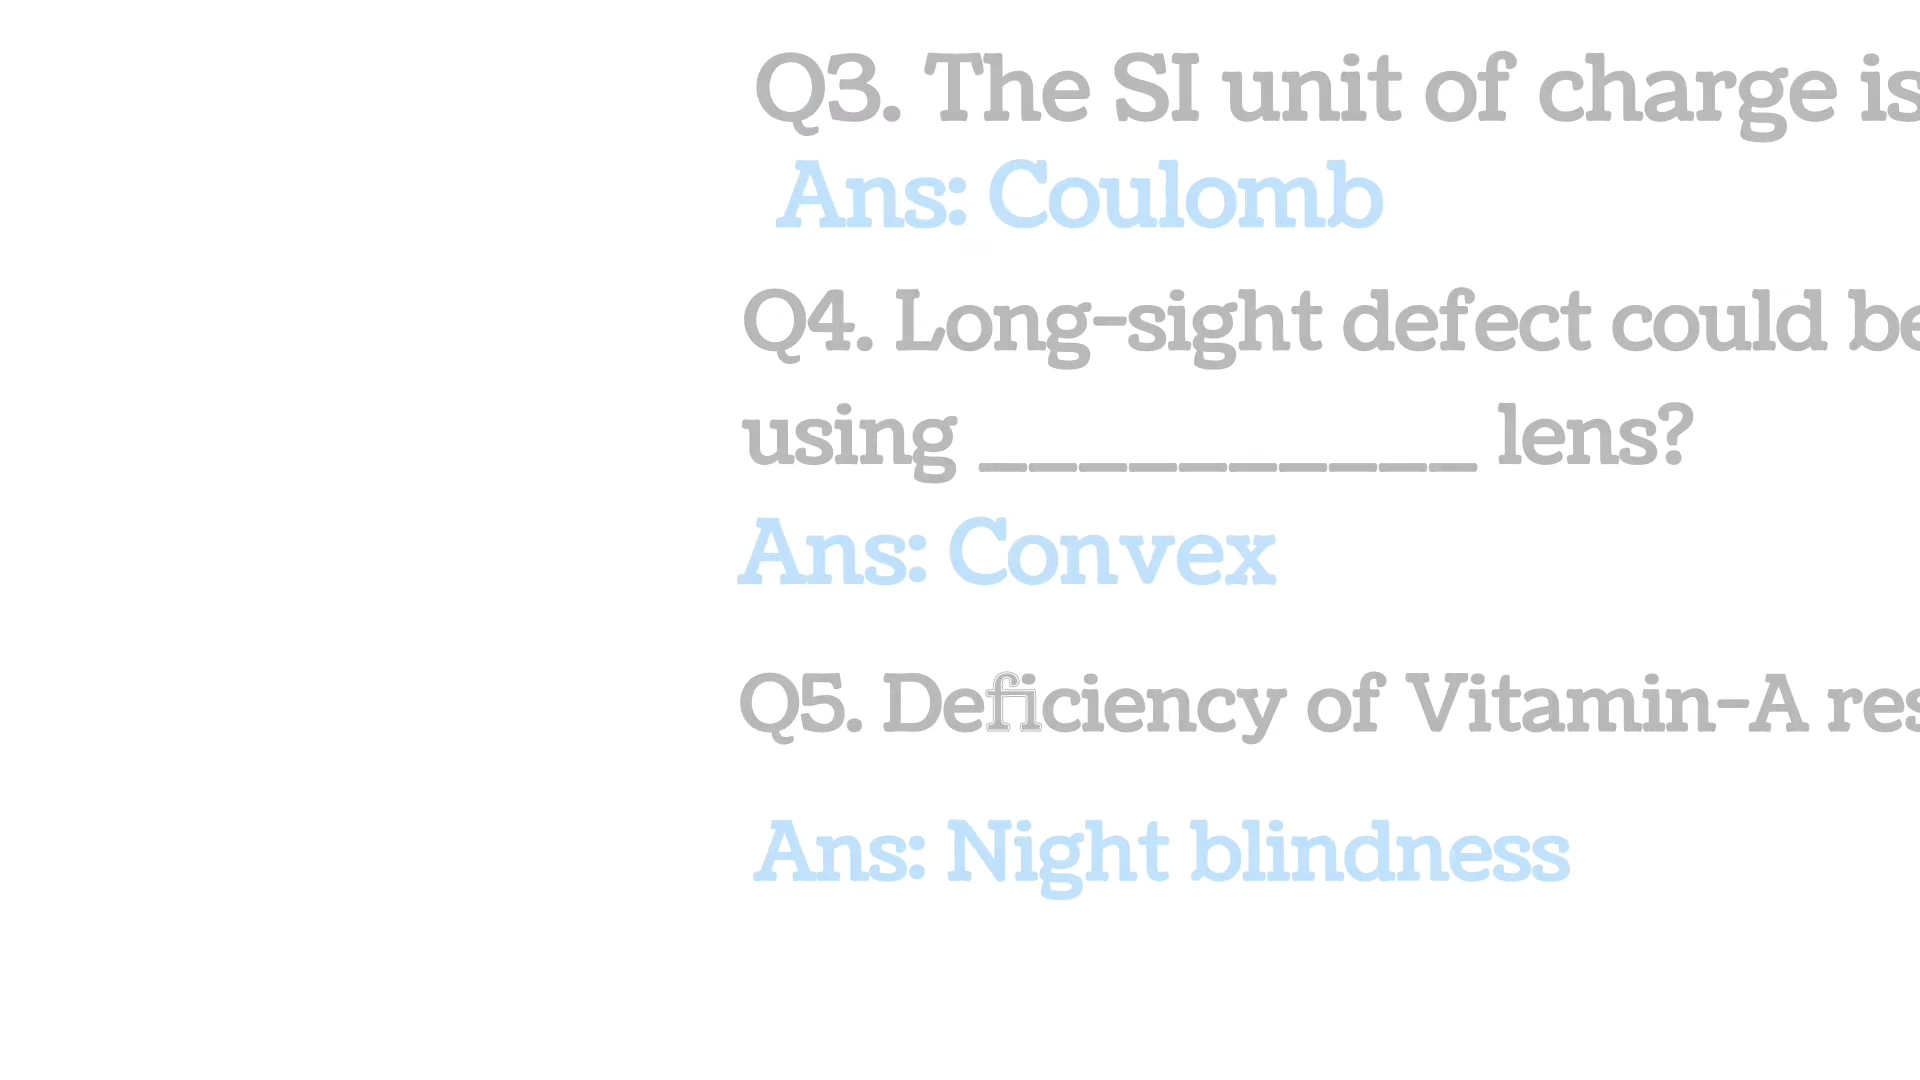 Q3. The SI unit of charge is
Ans: Coulomb
Q4. Long-sight defect could be
using __________ lens?
Ans: Convex
Q5. Deficiency of Vitamin-A res
Ans: Night blindness